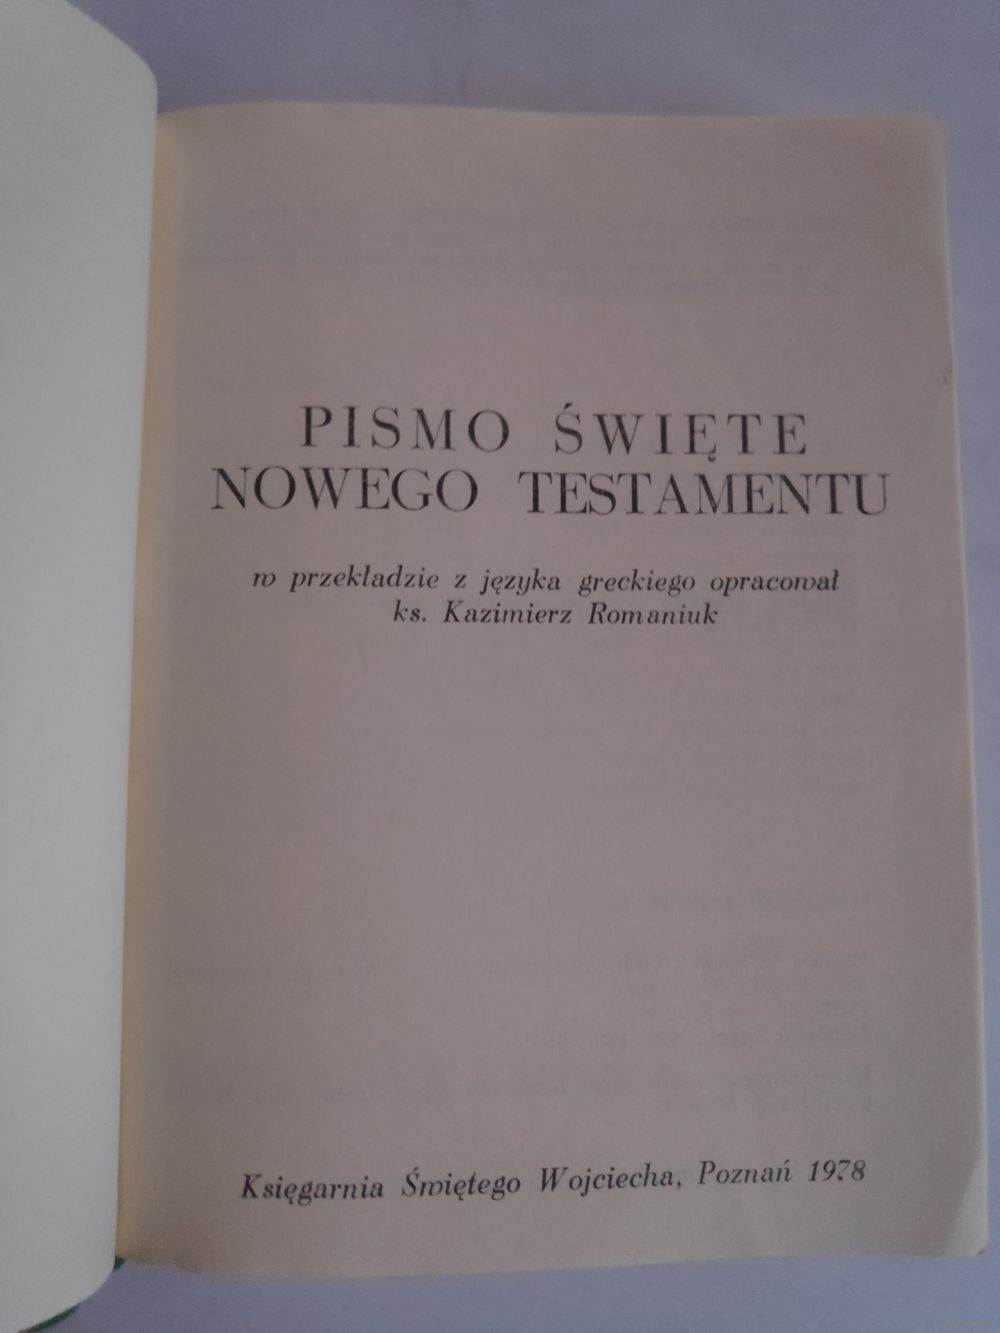 PISMO ŚWIĘTE
NOWEGO TESTAMENTU
w przekładzie z języka greckiego opracował
ks. Kazimierz Romaniuk
Księgarnia Świętego Wojciecha, Poznań 1978